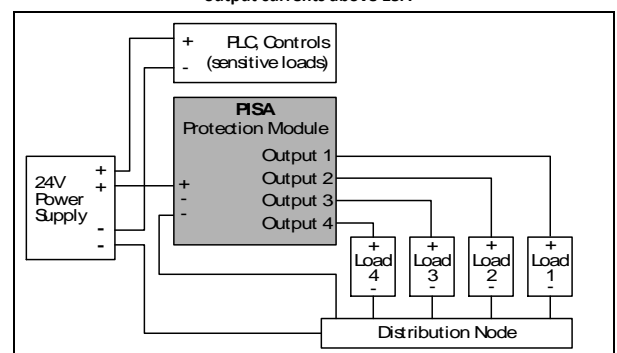 + PLC, Controls
- (sensitive loads)
PISA
Protection Module
Output 1
Output 2
Output 3
Output 4
24V
Power
Supply
+
+
-
-
+
-
-
+
Load
4
-
+
Load
3
-
+
Load
2
-
+
Load
1
-
Distribution Node